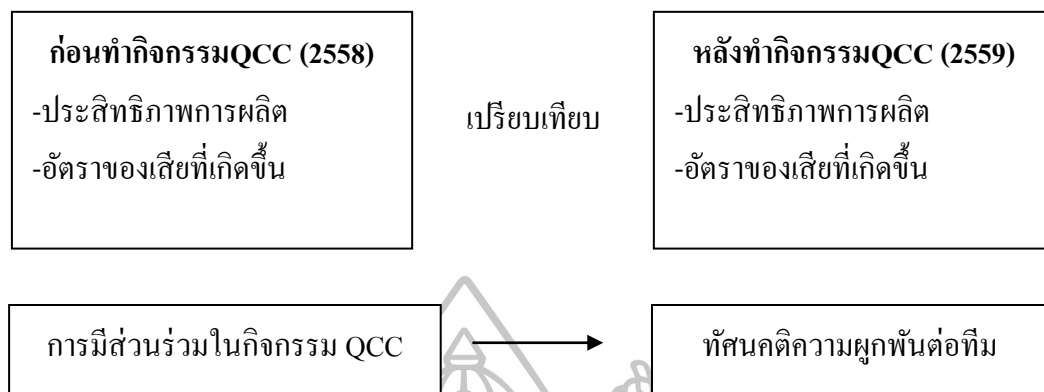 ก่อนทำกิจกรรมQCC (2558)
-ประสิทธิภาพการผลิต
-อัตราของเสียที่เกิดขึ้น
เปรียบเทียบ
หลังทำกิจกรรมQCC (2559)
-ประสิทธิภาพการผลิต
-อัตราของเสียที่เกิดขึ้น
การมีส่วนร่วมในกิจกรรม QCC
ทัศนคติความผูกพันต่อทีม